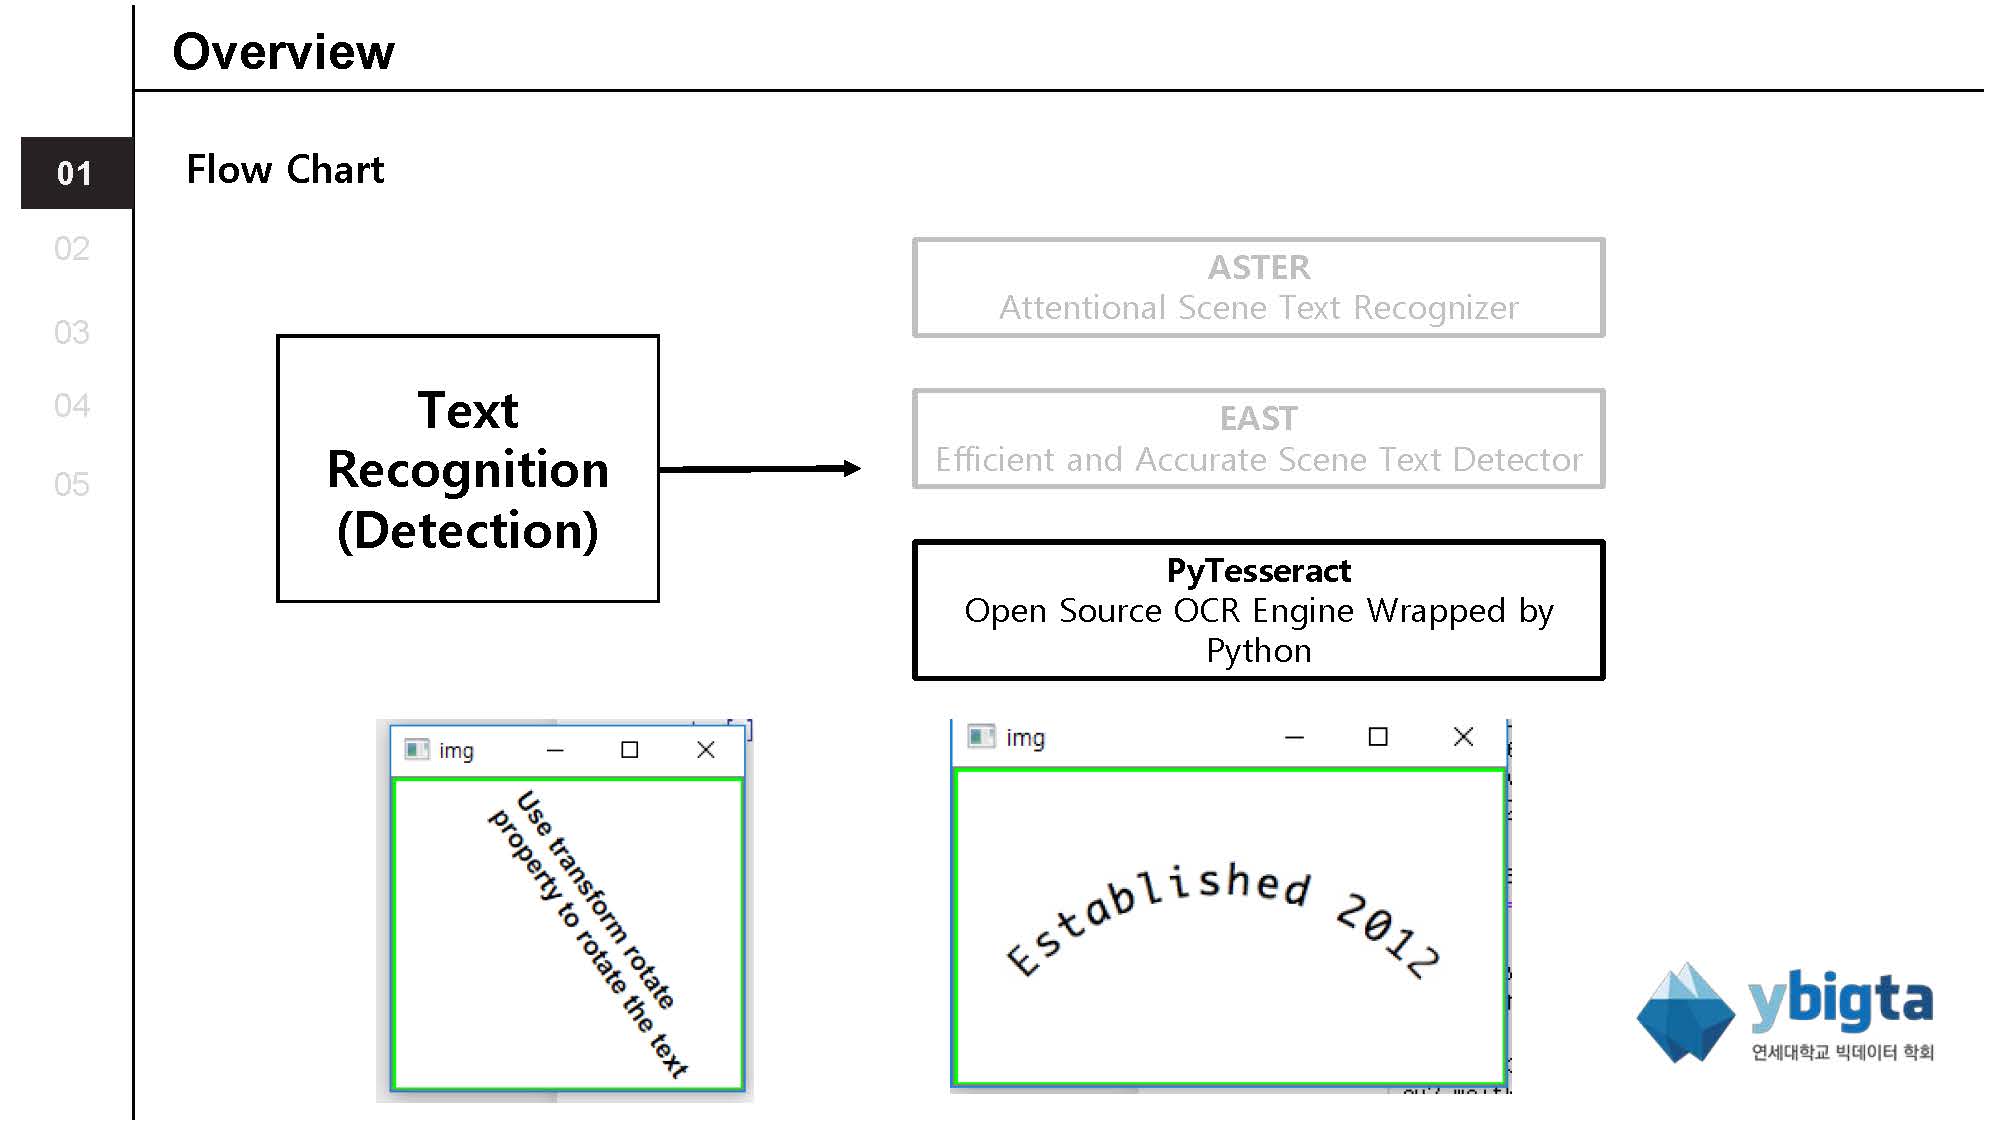 Overview
01
02
03
04
05
Flow Chart
Text
Recognition
(Detection)
ASTER
Attentional Scene Text Recognizer
EAST
Efficient and Accurate Scene Text Detector
PyTesseract
Open Source OCR Engine Wrapped by
Python
img
Use transform rotate
property to rotate the text
img
Established 2012
ybigta
연세대학교 빅데이터 학회